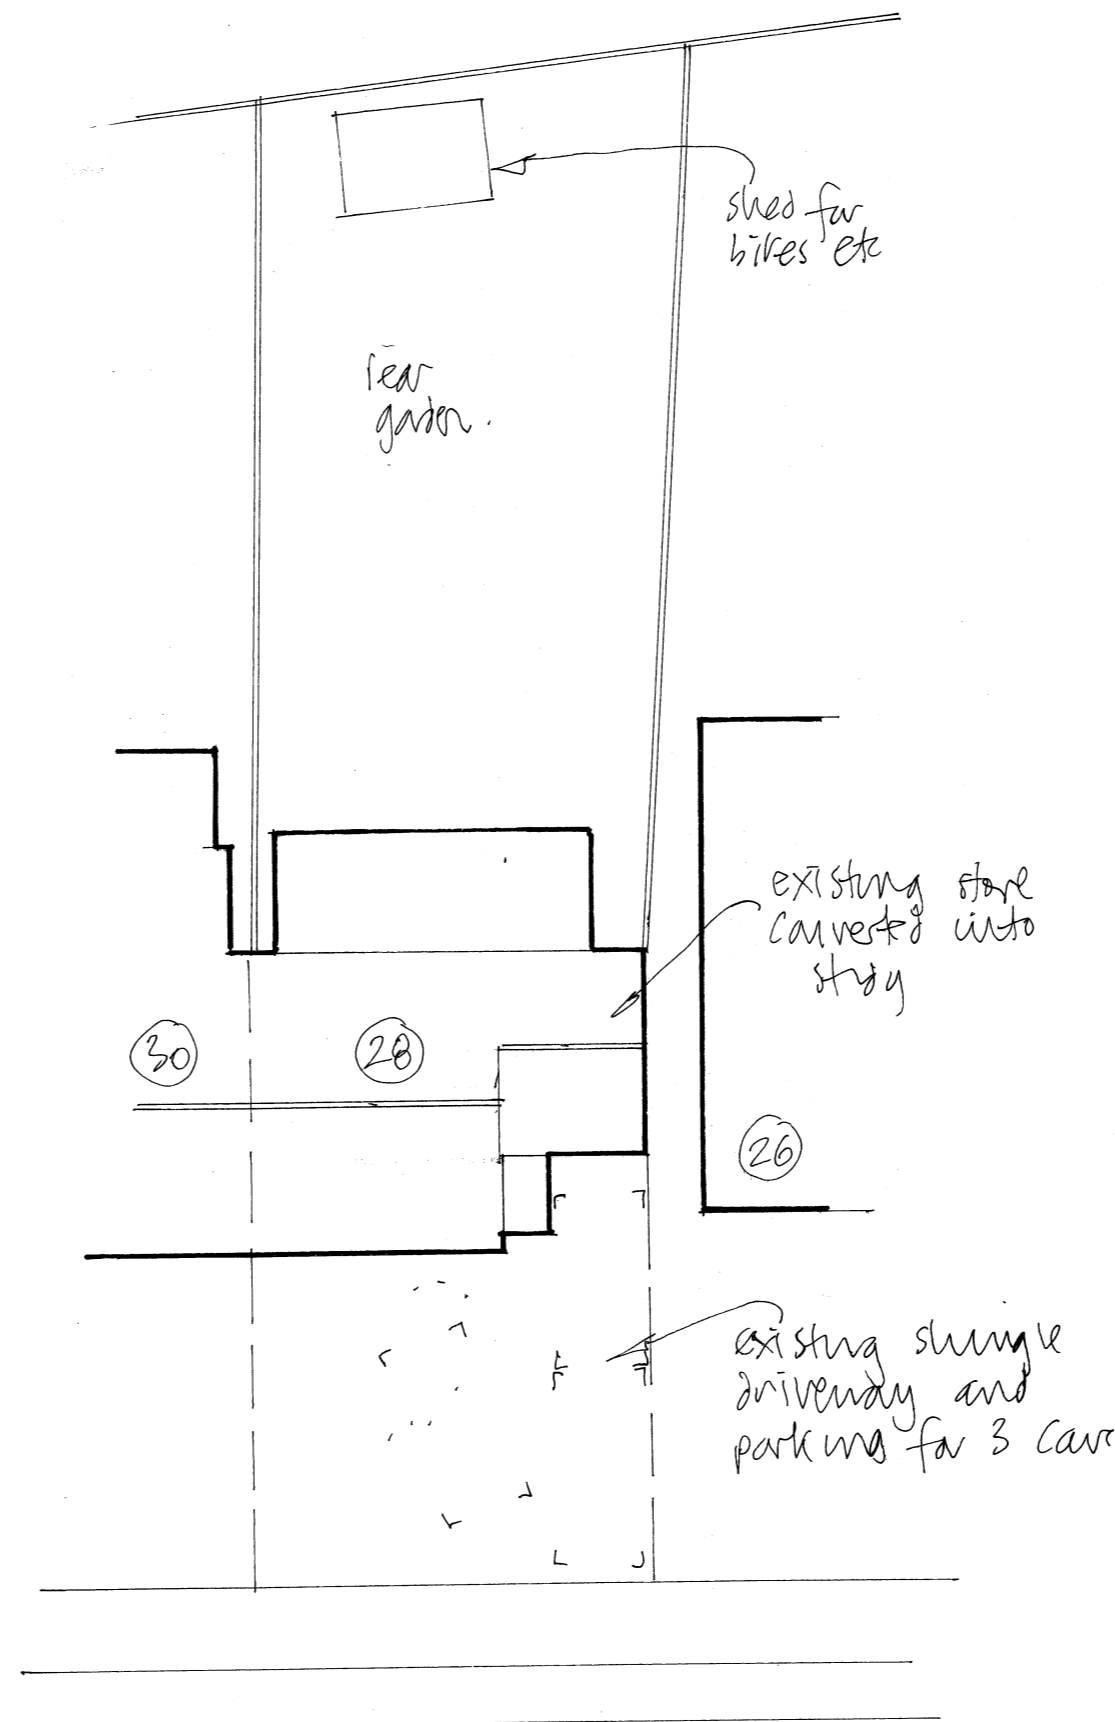 shed for
bikes etc
rear
garden.
existing store
converted into
study
30
28
26
existing shingle
driveway and
parking for 3 cars